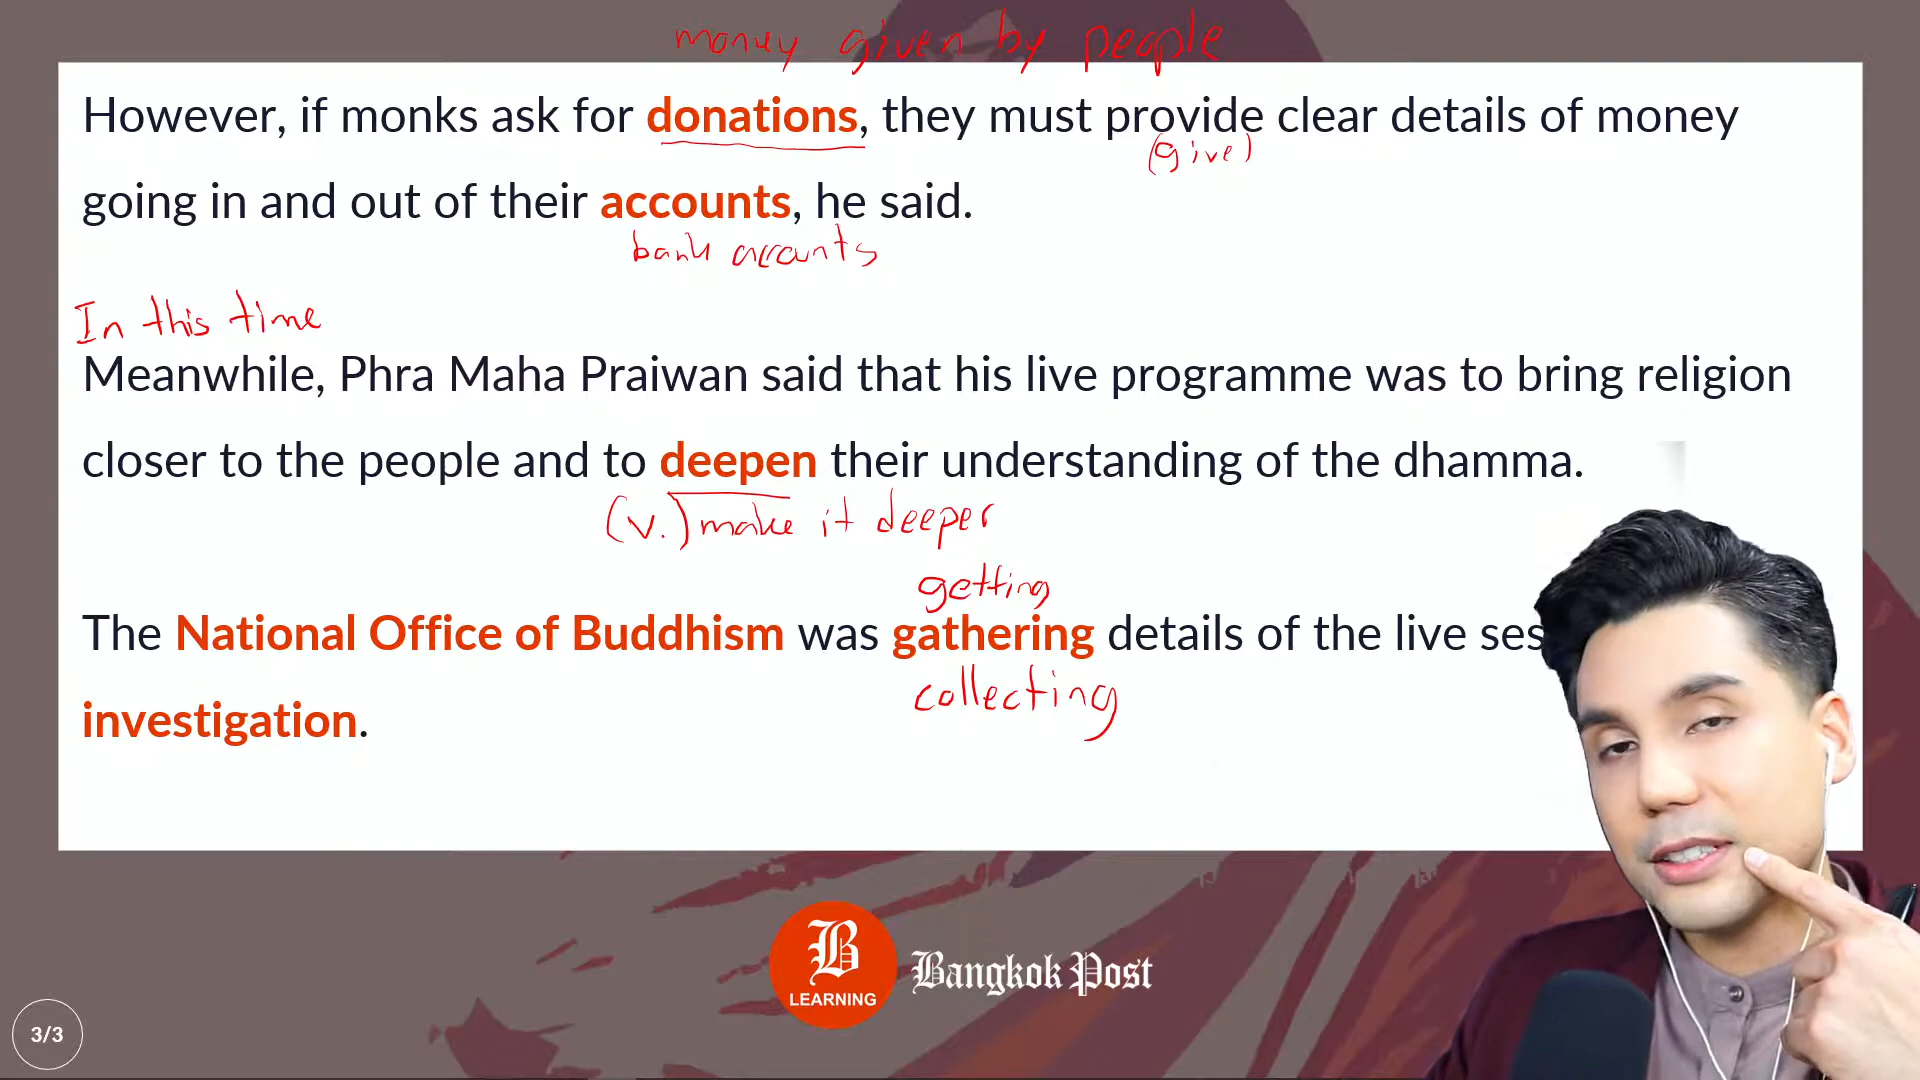 money given by people
However, if monks ask for donations, they must provide clear details of money
(give)
going in and out of their accounts, he said.
bank accounts
In this time
Meanwhile, Phra Maha Praiwan said that his live programme was to bring religion
closer to the people and to deepen their understanding of the dhamma.
(v.) make it deeper
getting
The National Office of Buddhism was gathering details of the live ses
collecting
investigation.
B
LEARNING
Bangkok Post
3/3